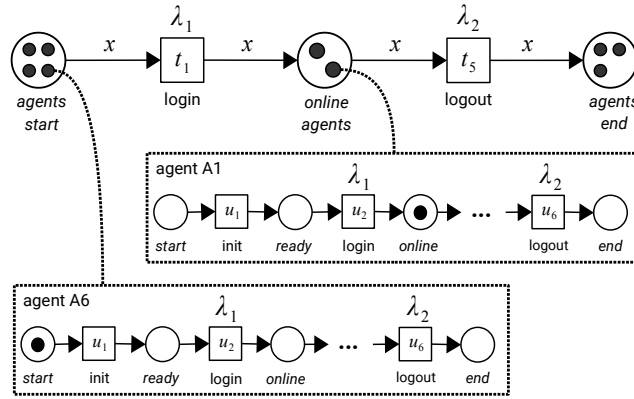 λ1 λ2
x t1 x x t5 x
agents start login online agents logout agents end
agent A1
λ1 λ2
u1 u2 ... u6
start init ready login online logout end
agent A6
λ1 λ2
u1 u2 ... u6
start init ready login online logout end